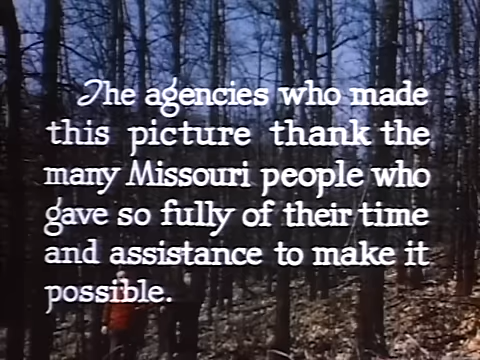 The agencies who made
this picture thank the
many Missouri people who
gave so fully of their time
and assistance to make it
possible.